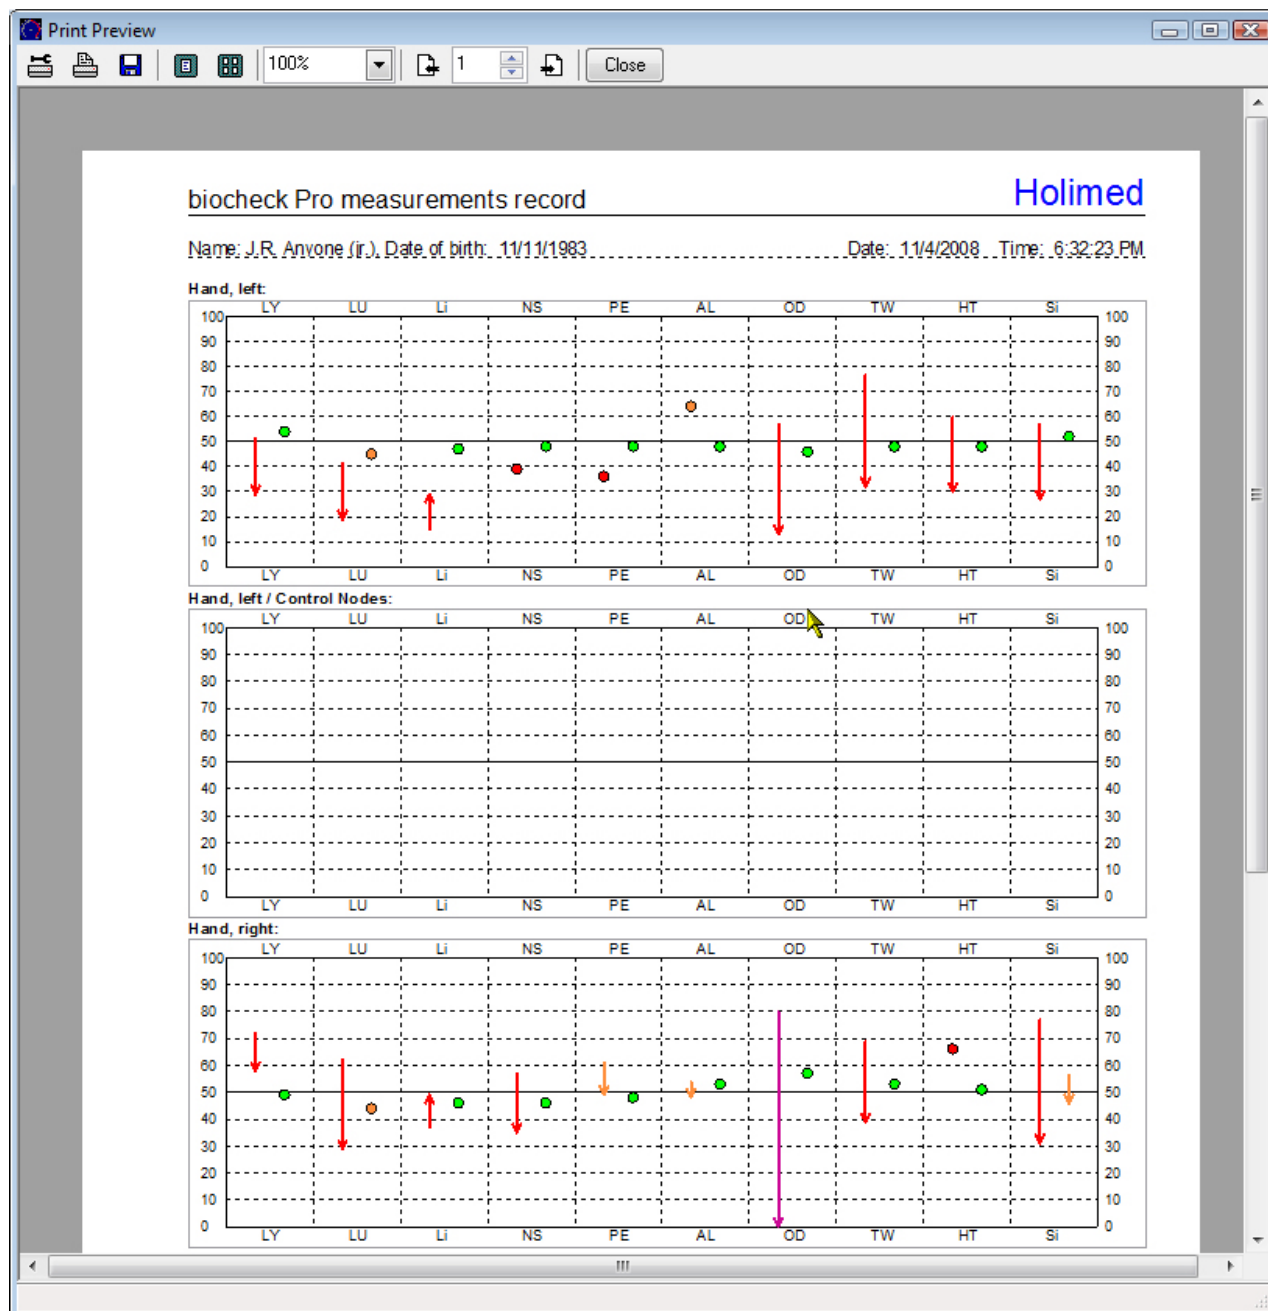 Print Preview
100% 1 Close
biocheck Pro measurements record Holimed
Name: J.R. Anyone (jr.), Date of birth: 11/11/1983 Date: 11/4/2008 Time: 6:32:23 PM
Hand, left:
LY LU Li NS PE AL OD TW HT Si
100 100
90 90
80 80
70 70
60 60
50 50
40 40
30 30
20 20
10 10
0 0
LY LU Li NS PE AL OD TW HT Si
Hand, left / Control Nodes:
LY LU Li NS PE AL OD TW HT Si
100 100
90 90
80 80
70 70
60 60
50 50
40 40
30 30
20 20
10 10
0 0
LY LU Li NS PE AL OD TW HT Si
Hand, right:
LY LU Li NS PE AL OD TW HT Si
100 100
90 90
80 80
70 70
60 60
50 50
40 40
30 30
20 20
10 10
0 0
LY LU Li NS PE AL OD TW HT Si